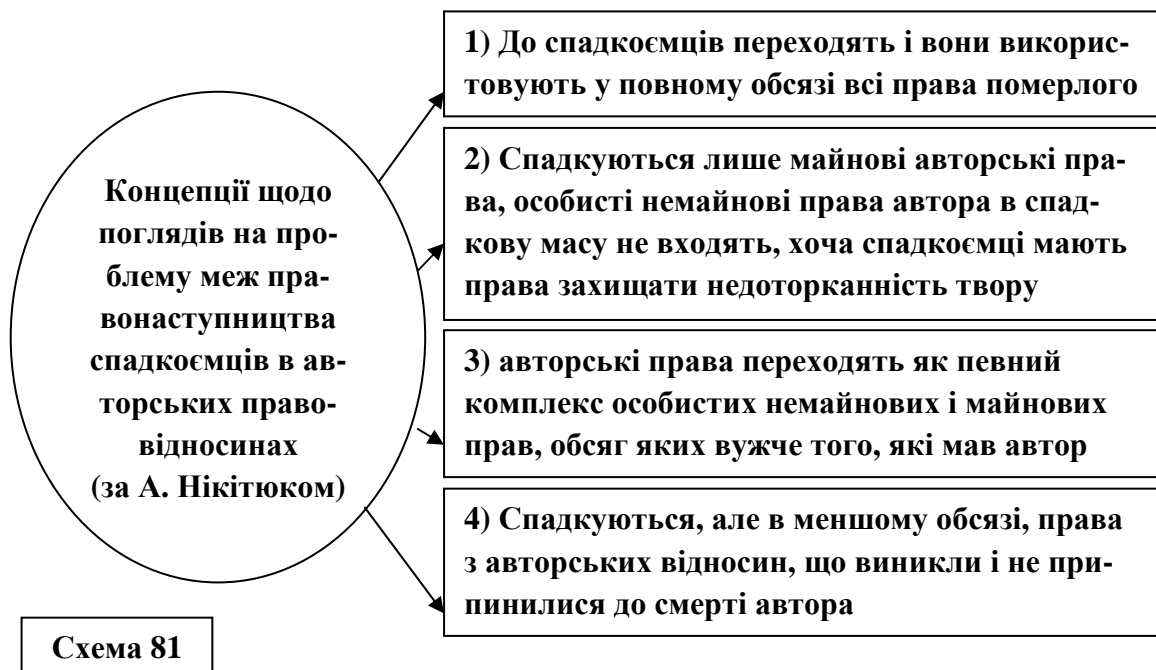 Концепції щодо
поглядів на про-
блему меж пра-
вонаступництва
спадкоємців в ав-
торських право-
відносинах
(за А. Нікітюком)
1) До спадкоємців переходять і вони викорис-
товують у повному обсязі всі права померлого
2) Спадкуються лише майнові авторські пра-
ва, особисті немайнові права автора в спад-
кову масу не входять, хоча спадкоємці мають
права захищати недоторканність твору
3) авторські права переходять як певний
комплекс особистих немайнових і майнових
прав, обсяг яких вужче того, які мав автор
4) Спадкуються, але в меншому обсязі, права
з авторських відносин, що виникли і не при-
пинилися до смерті автора
Схема 81